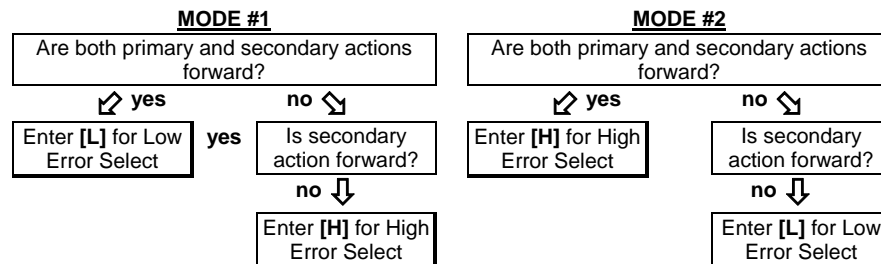 MODE #1
Are both primary and secondary actions
forward?
yes
no
Enter [L] for Low
Error Select
yes
Is secondary
action forward?
no
Enter [H] for High
Error Select
MODE #2
Are both primary and secondary actions
forward?
yes
no
Enter [H] for High
Error Select
Is secondary
action forward?
no
Enter [L] for Low
Error Select